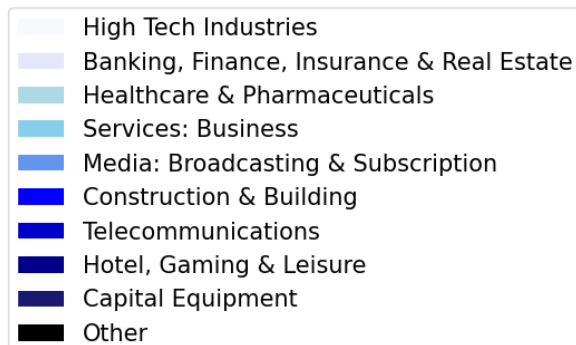 High Tech Industries
Banking, Finance, Insurance & Real Estate
Healthcare & Pharmaceuticals
Services: Business
Media: Broadcasting & Subscription
Construction & Building
Telecommunications
Hotel, Gaming & Leisure
Capital Equipment
Other